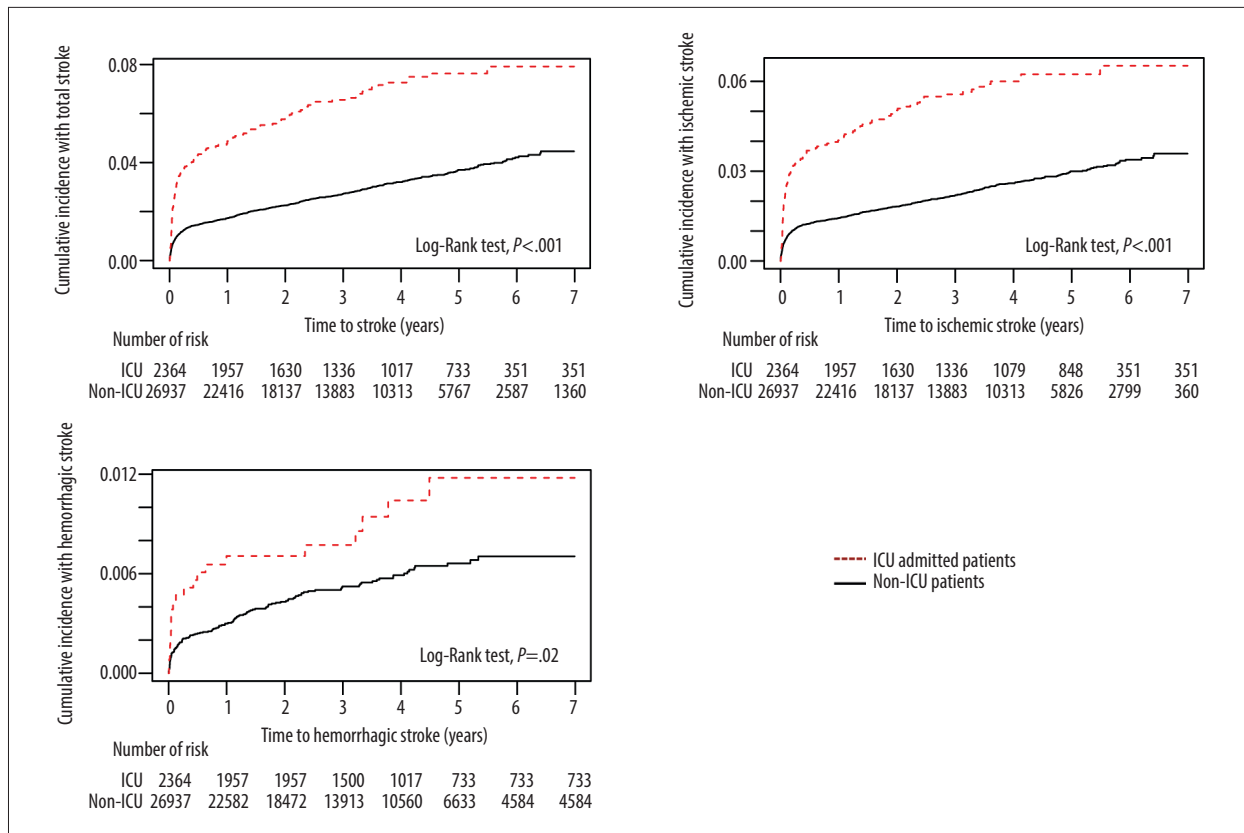 Cumulative incidence with total stroke
0.08
0.04
0.00
Log-Rank test, P<.001
0 1 2 3 4 5 6 7
Time to stroke (years)
Number of risk
ICU 2364 1957 1630 1336 1017 733 351 351
Non-ICU 26937 22416 18137 13883 10313 5767 2587 1360
Cumulative incidence with ischemic stroke
0.06
0.03
0.00
Log-Rank test, P<.001
0 1 2 3 4 5 6 7
Time to ischemic stroke (years)
Number of risk
ICU 2364 1957 1630 1336 1079 848 351 351
Non-ICU 26937 22416 18137 13883 10313 5826 2799 360
Cumulative incidence with hemorrhagic stroke
0.012
0.006
0.000
Log-Rank test, P=.02
0 1 2 3 4 5 6 7
Time to hemorrhagic stroke (years)
Number of risk
ICU 2364 1957 1957 1500 1017 733 733 733
Non-ICU 26937 22582 18472 13913 10560 6633 4584 4584
ICU admitted patients
Non-ICU patients